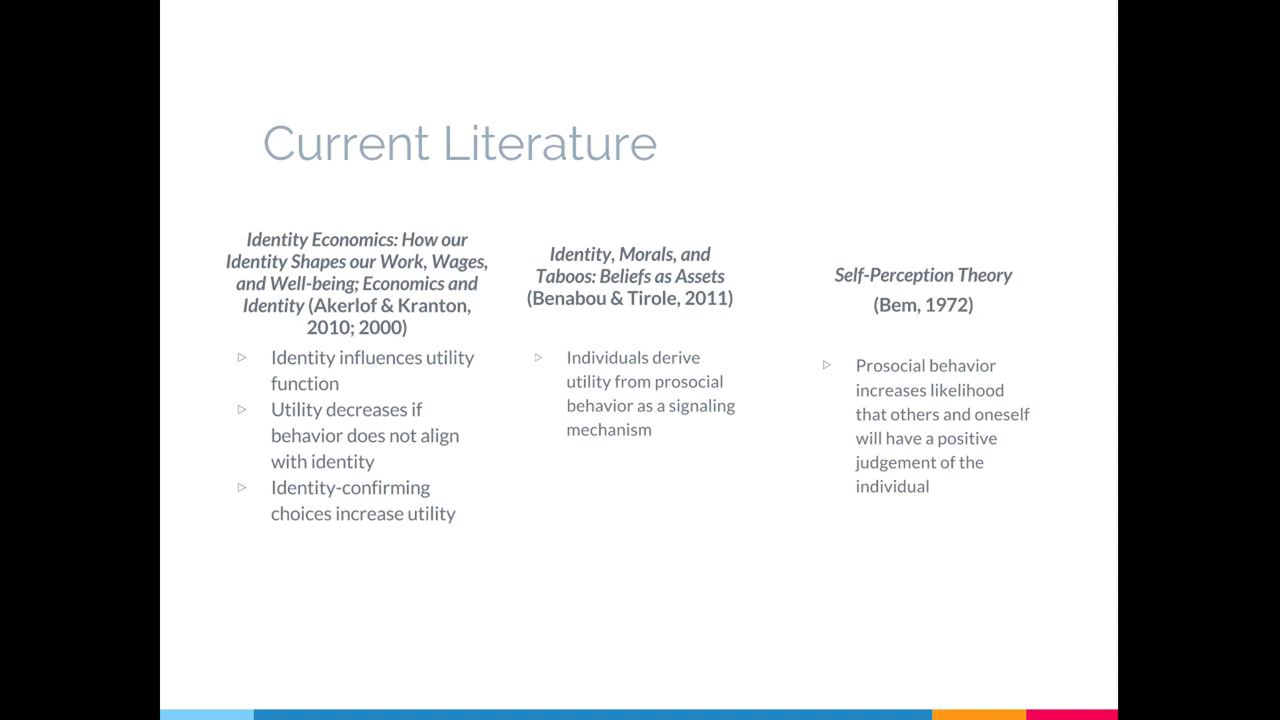 Current Literature
Identity Economics: How our
Identity Shapes our Work, Wages,
and Well-being; Economics and
Identity (Akerlof & Kranton,
2010; 2000)
▷ Identity influences utility
function
▷ Utility decreases if
behavior does not align
with identity
▷ Identity-confirming
choices increase utility
Identity, Morals, and
Taboos: Beliefs as Assets
(Benabou & Tirole, 2011)
▷ Individuals derive
utility from prosocial
behavior as a signaling
mechanism
Self-Perception Theory
(Bem, 1972)
▷ Prosocial behavior
increases likelihood
that others and oneself
will have a positive
judgement of the
individual